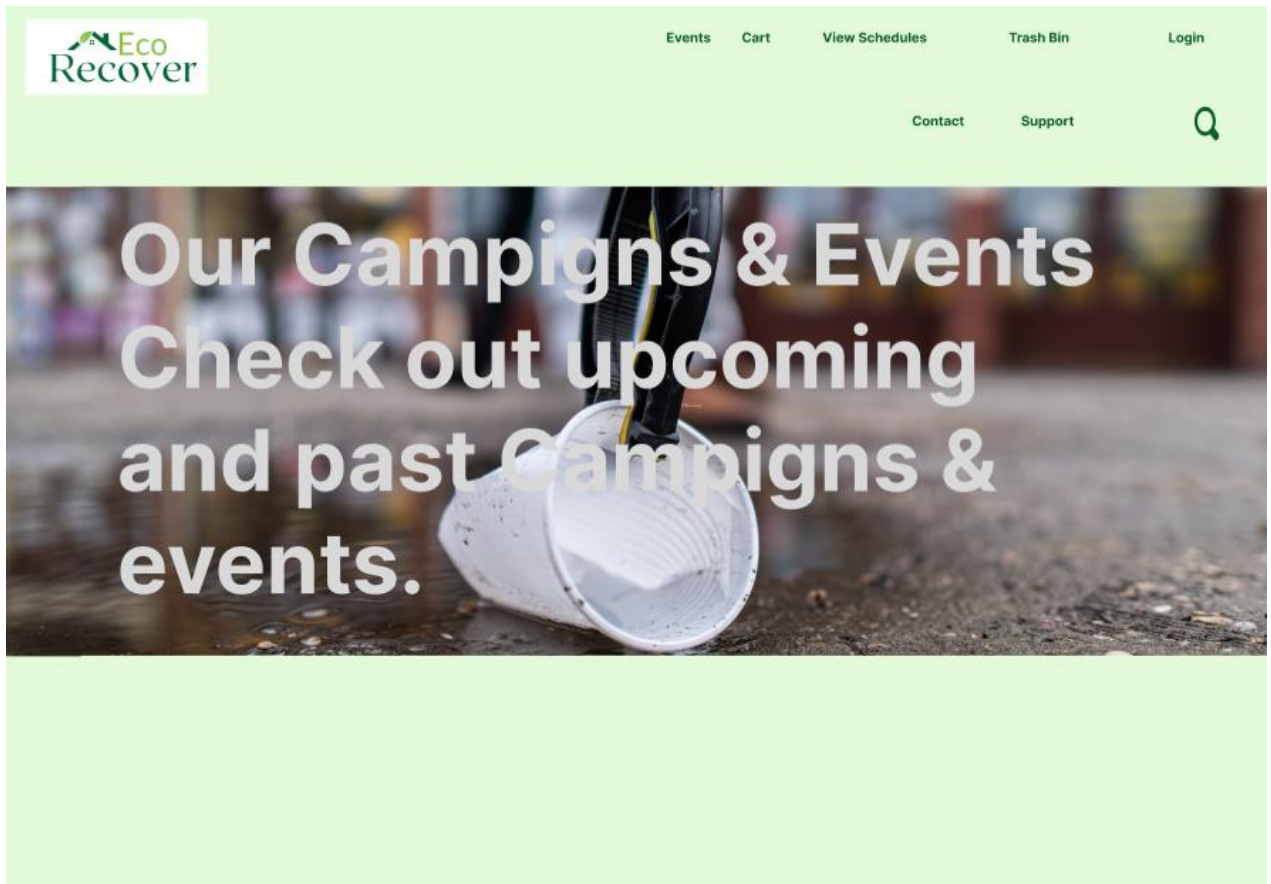 Eco
Recover
Events Cart View Schedules Trash Bin Login
Contact Support
Our Campigns & Events
Check out upcoming
and past Campigns &
events.